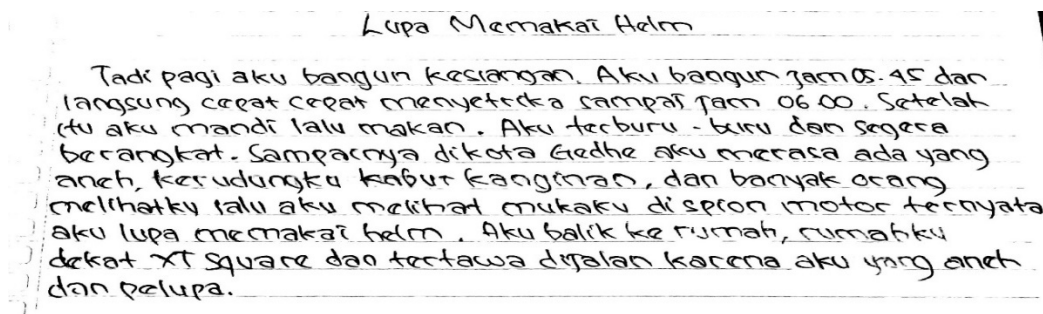 Lupa Memakai Helm
Tadi pagi aku bangun kesiangan. Aku bangun jam 05.45 dan
langsung cepat cepat menyetrika sampai jam 06.00. Setelah
itu aku mandi lalu makan. Aku terburu-buru dan segera
berangkat. Sampainya dikota Gedhe aku merasa ada yang
aneh, kerudungku kabur kanginan, dan banyak orang
melihatku lalu aku melihat mukaku di spion motor ternyata
aku lupa memakai helm. Aku balik ke rumah, rumahku
dekat XT Square dan tertawa dijalan karena aku yang aneh
dan pelupa.